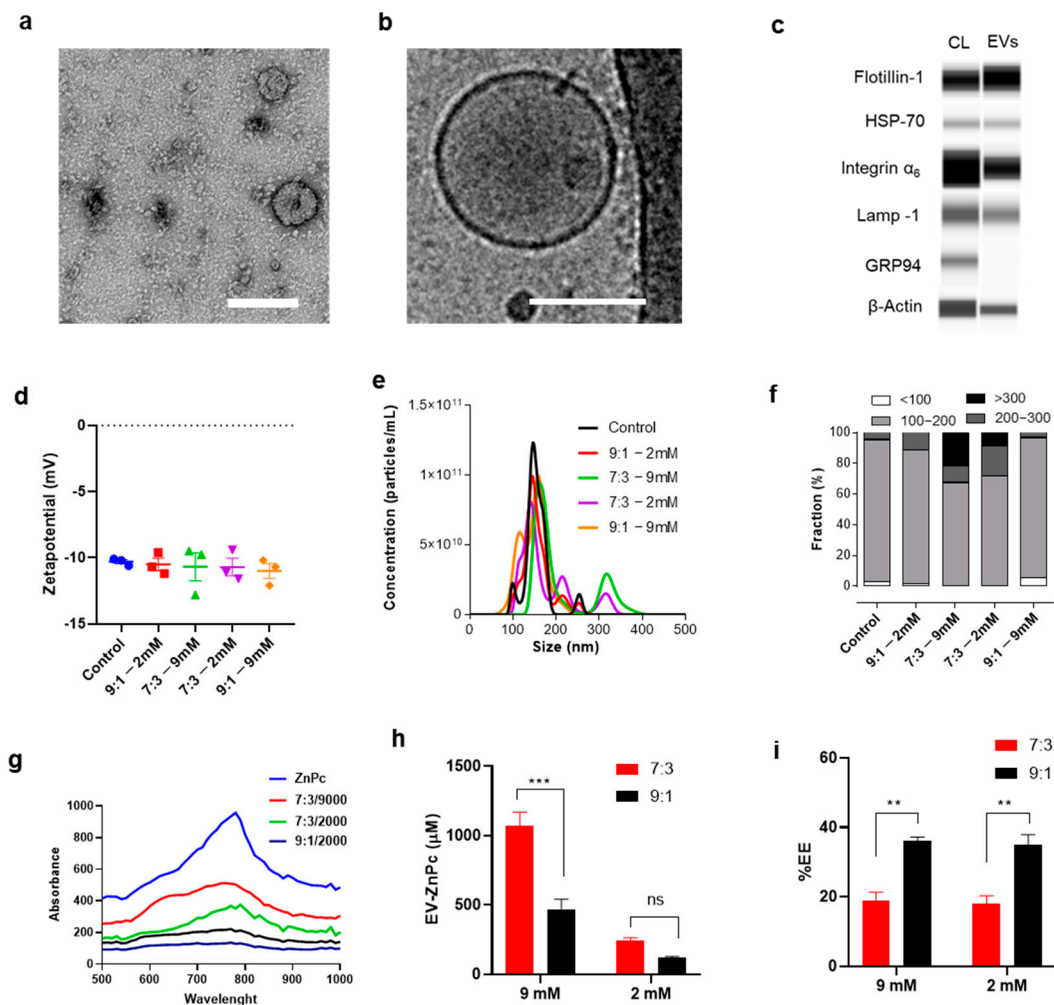 a
b
c
CL EVs
Flotillin-1
HSP-70
Integrin α₆
Lamp -1
GRP94
β-Actin
d
Zetapotential (mV)
0
-5
-10
-15
Control
9:1 – 2mM
7:3 – 9mM
7:3 – 2mM
9:1 – 9mM
e
Concentration (particles/mL)
1.5×10¹¹
1.0×10¹¹
5.0×10¹⁰
0
0 100 200 300 400 500
Size (nm)
Control
9:1 – 2mM
7:3 – 9mM
7:3 – 2mM
9:1 – 9mM
f
<100 >300
100–200 200–300
Fraction (%)
100
80
60
40
20
0
Control
9:1 – 2mM
7:3 – 9mM
7:3 – 2mM
9:1 – 9mM
g
ZnPc
7:3/9000
7:3/2000
9:1/2000
Absorbance
1000
800
600
400
200
0
500 600 700 800 900 1000
Wavelenght
h
7:3
9:1
EV-ZnPc (μM)
1500
1000
500
0
***
ns
9 mM 2 mM
i
7:3
9:1
%EE
60
40
20
0
** **
9 mM 2 mM